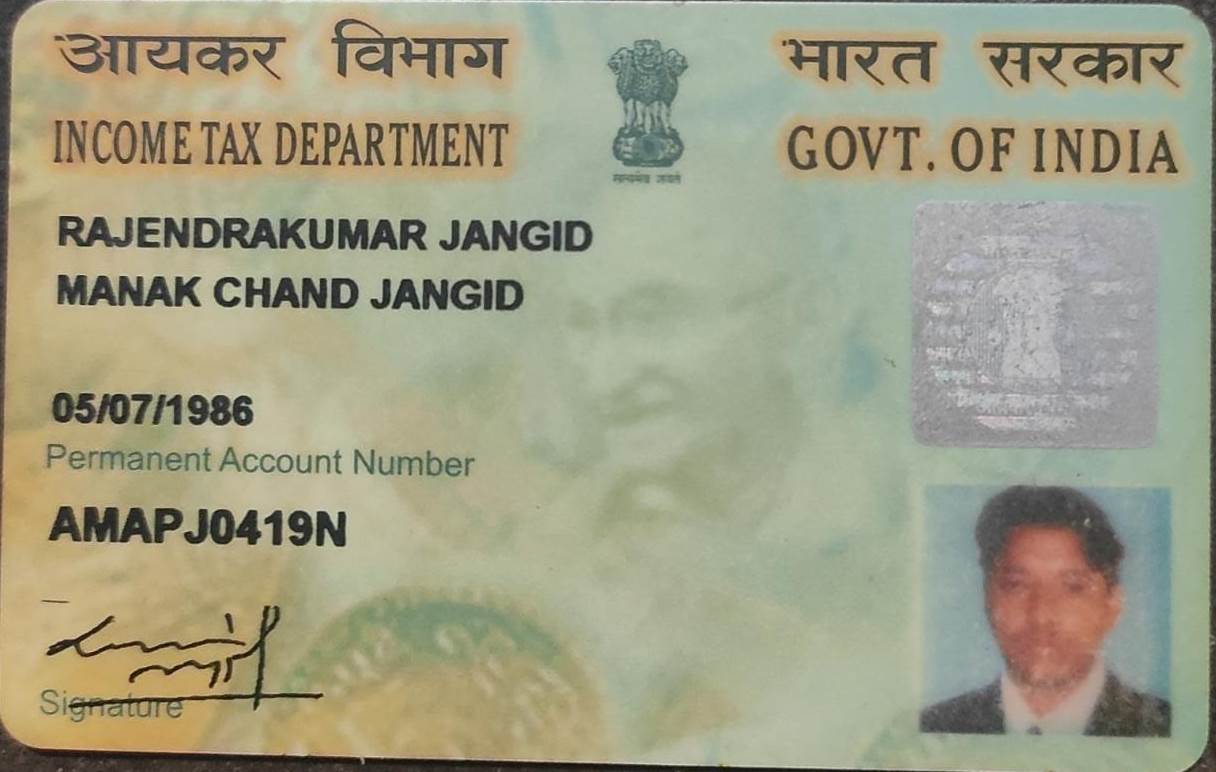 आयकर विभाग
INCOME TAX DEPARTMENT
सत्यमेव जयते
भारत सरकार
GOVT. OF INDIA
RAJENDRAKUMAR JANGID
MANAK CHAND JANGID
05/07/1986
Permanent Account Number
AMAPJ0419N
Signature